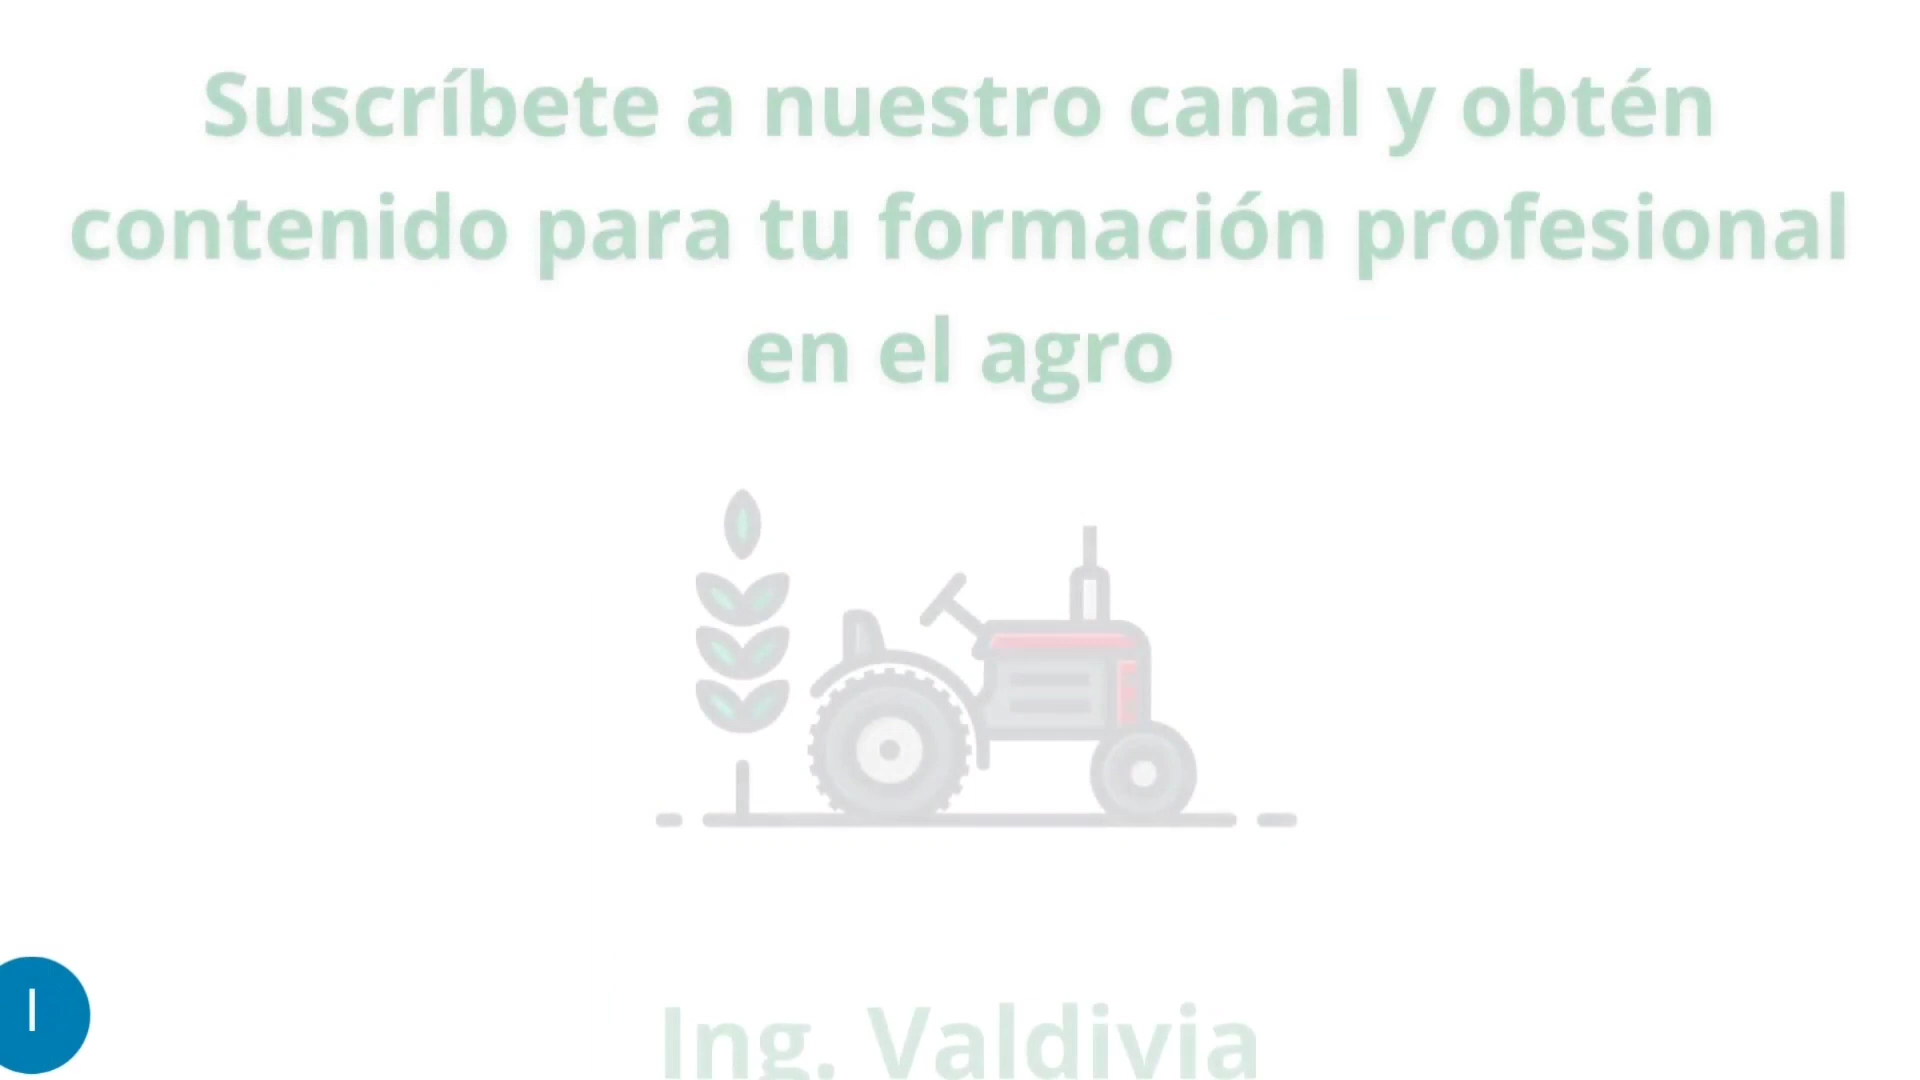 Suscríbete a nuestro canal y obtén
contenido para tu formación profesional
en el agro
I
Ing. Valdivia